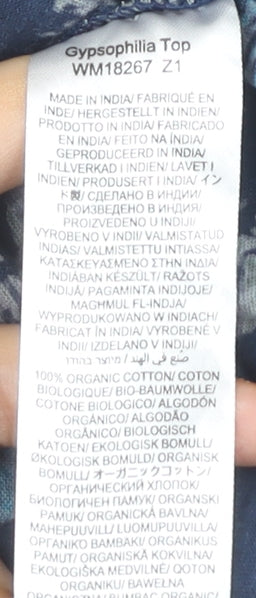 Gypsophilia Top
WM18267 Z1
MADE IN INDIA/ FABRIQUÉ EN
INDE/ HERGESTELLT IN INDIEN/
PRODOTTO IN INDIA/ FABRICADO
EN INDIA/ FEITO NA ÍNDIA/
GEPRODUCEERD IN INDIA/
TILLVERKAD I INDIEN/ LAVET I
INDIEN/ PRODUSERT I INDIA/ イン
ド製/ СДЕЛАНО В ИНДИИ/
ПРОИЗВЕДЕНО В ИНДИЯ/
PROIZVEDENO U INDIJI/
VYROBENO V INDII/ VALMISTATUD
INDIAS/ VALMISTETTU INTIASSA/
ΚΑΤΑΣΚΕΥΑΣΜΕΝΟ ΣΤΗΝ ΙΝΔΙΑ/
INDIÁBAN KÉSZÜLT/ RAŽOTS
INDIJĀ/ PAGAMINTA INDIJOJE/
MAGHMUL FL-INDJA/
WYPRODUKOWANO W INDIACH/
FABRICAT ÎN INDIA/ VYROBENÉ V
INDII/ IZDELANO V INDIJI/
صُنع في الهند/ מיוצר בהודו
100% ORGANIC COTTON/ COTON
BIOLOGIQUE/ BIO-BAUMWOLLE/
COTONE BIOLOGICO/ ALGODÓN
ORGÁNICO/ ALGODÃO
ORGÂNICO/ BIOLOGISCH
KATOEN/ EKOLOGISK BOMULL/
ØKOLOGISK BOMULD/ ORGANISK
BOMULL/ オーガニックコットン/
ОРГАНИЧЕСКИЙ ХЛОПОК/
БИОЛОГИЧЕН ПАМУК/ ORGANSKI
PAMUK/ ORGANICKÁ BAVLNA/
MAHEPUUVILL/ LUOMUPUUVILLA/
ΟΡΓΑΝΙΚΟ ΒΑΜΒΑΚΙ/ ORGANIKUS
PAMUT/ ORGANISKĀ KOKVILNA/
EKOLOGIŠKA MEDVILNĖ/ QOTON
ORGANIKU/ BAWEŁNA
ORGANICZNA/ BUMBAC ORGANIC/